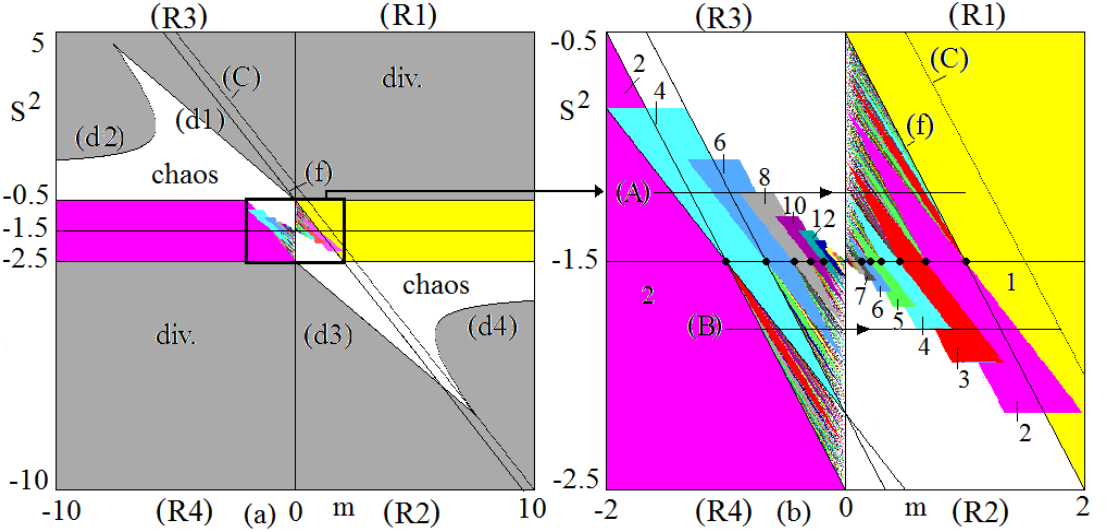 (R3)
(R1)
5
(C)
div.
S²
(d1)
(d2)
(f)
chaos
-0.5
-1.5
-2.5
chaos
div.
(d3)
(d4)
-10
-10
(R4)
(a)
0
m
(R2)
10
(R3)
(R1)
-0.5
(C)
2
4
S²
(f)
6
8
(A)
10
12
-1.5
2
7
6
1
(B)
5
4
3
2
-2.5
-2
(R4)
(b)
0
m
(R2)
2